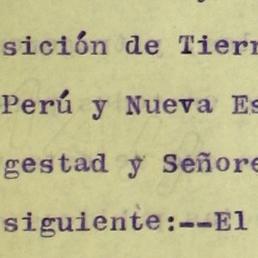 sición de Tierr
Perú y Nueva Es
gestad y Señore
siguiente:--El